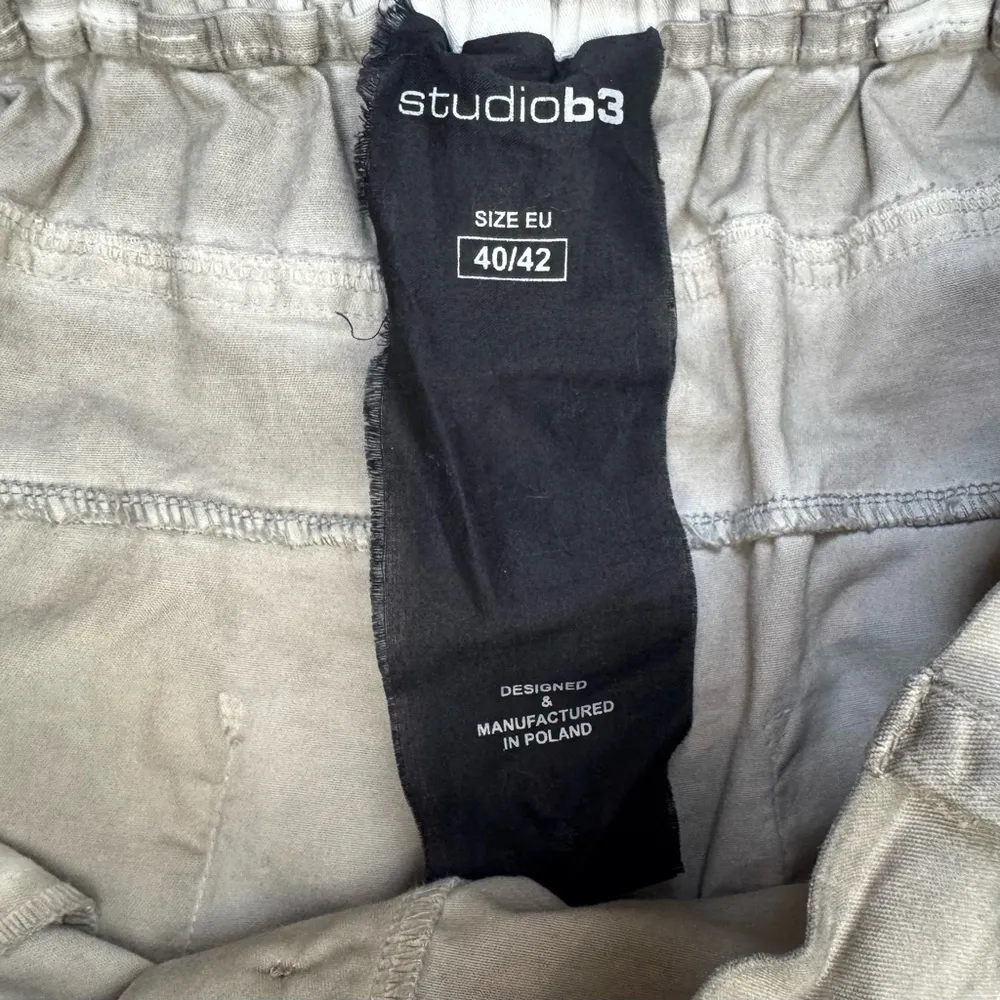 studiob3
SIZE EU
40/42
DESIGNED
&
MANUFACTURED
IN POLAND